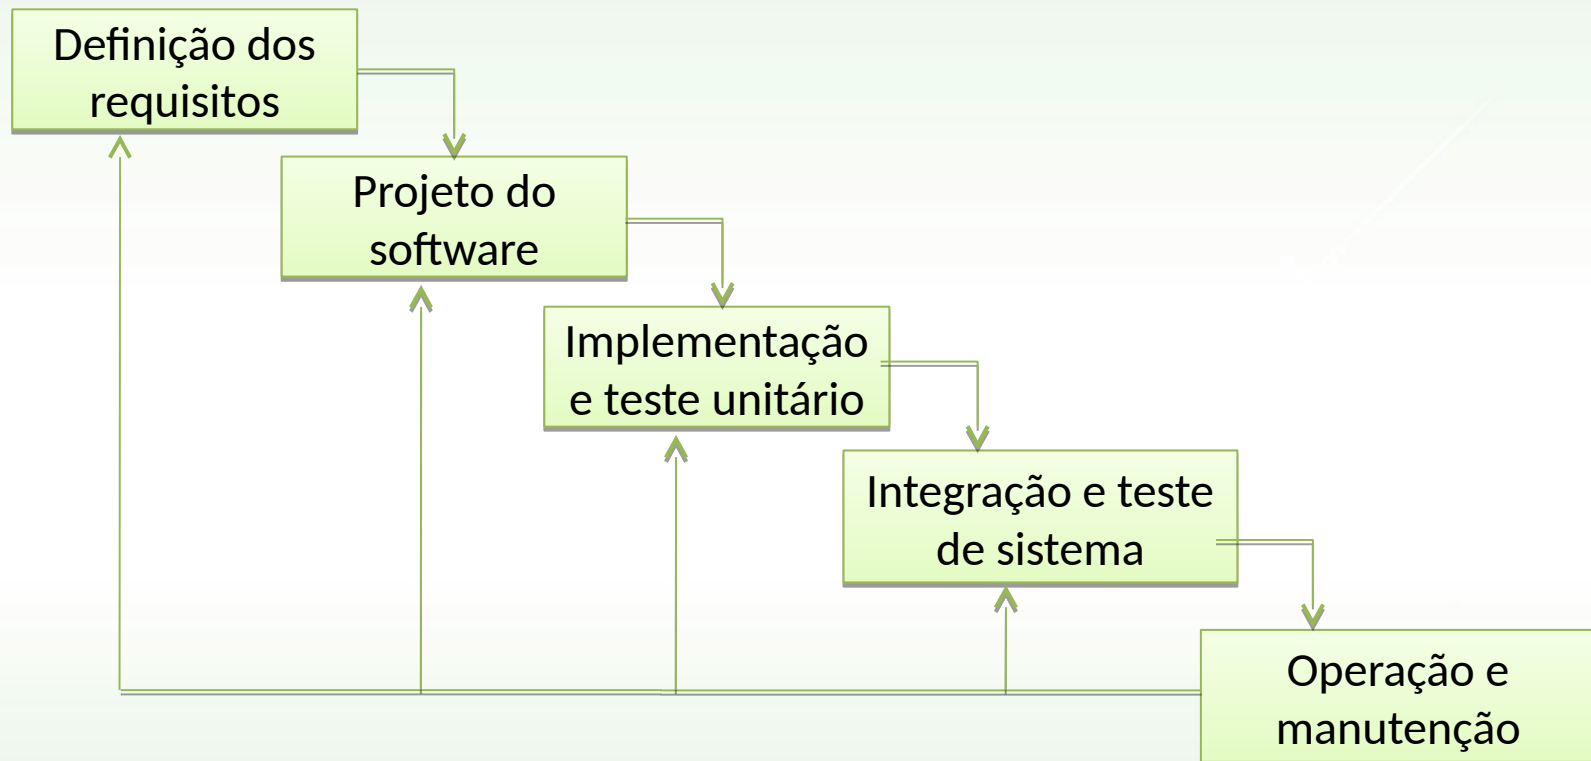 Definição dos
requisitos
Projeto do
software
Implementação
e teste unitário
Integração e teste
de sistema
Operação e
manutenção